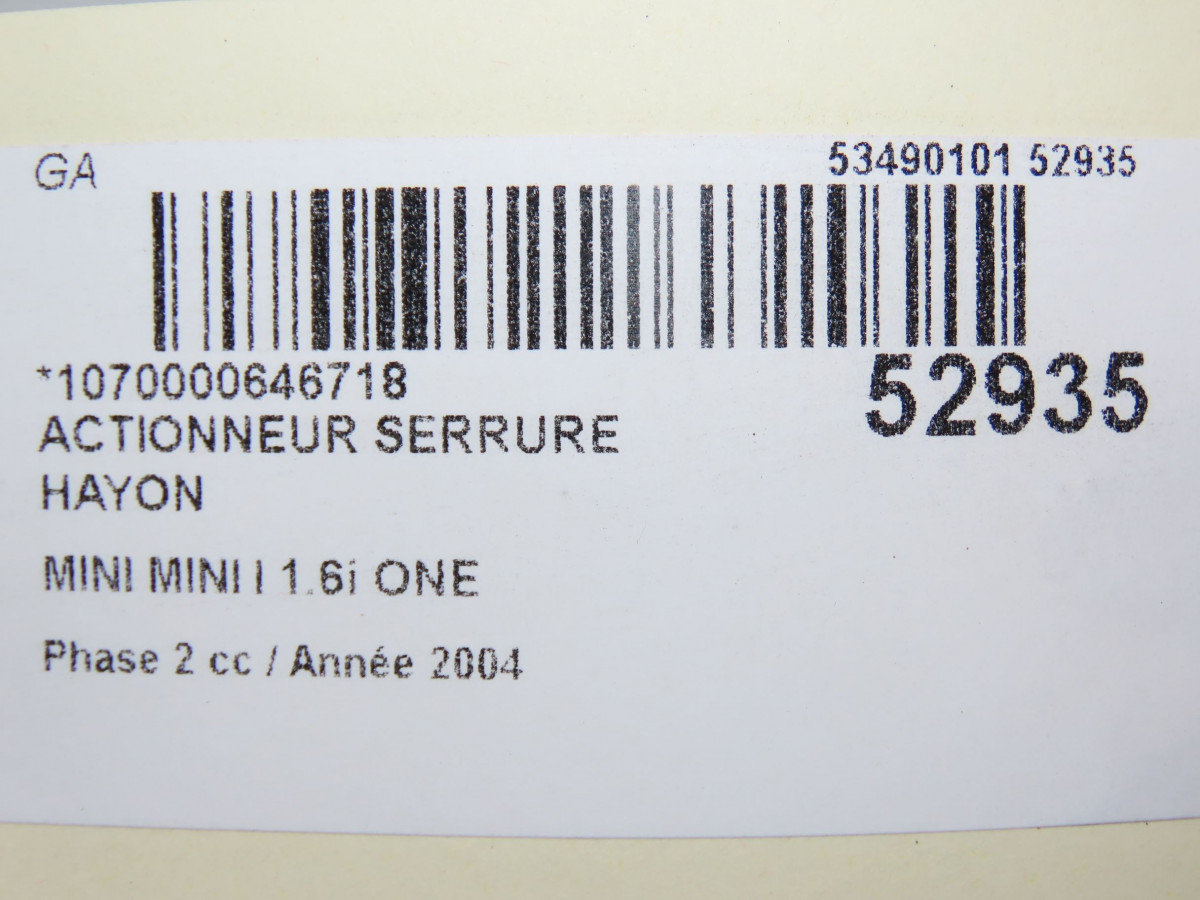 GA
53490101 52935
*1070000646718
52935
ACTIONNEUR SERRURE
HAYON
MINI MINI I 1.6i ONE
Phase 2 cc / Année 2004